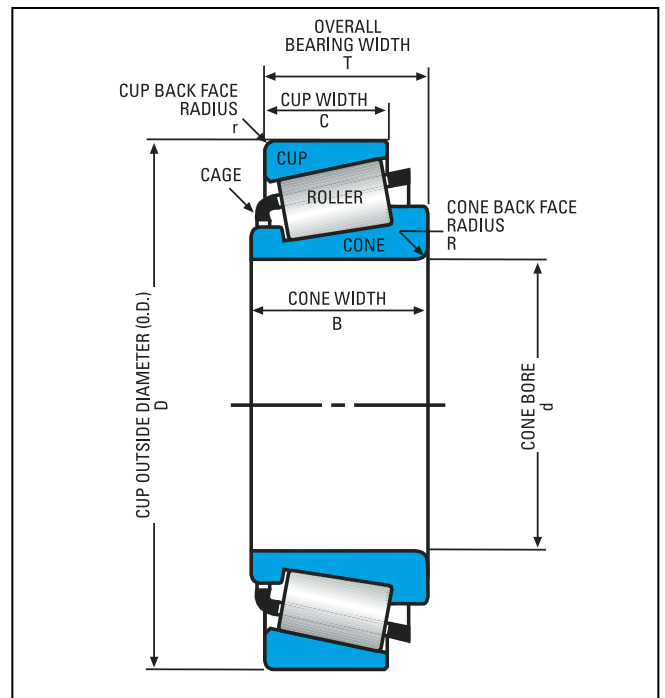 OVERALL
BEARING WIDTH
T
CUP BACK FACE
RADIUS
r
CUP WIDTH
C
CUP
CAGE
ROLLER
CONE BACK FACE
RADIUS
R
CONE
CONE WIDTH
B
CUP OUTSIDE DIAMETER (O.D.)
D
CONE BORE
d